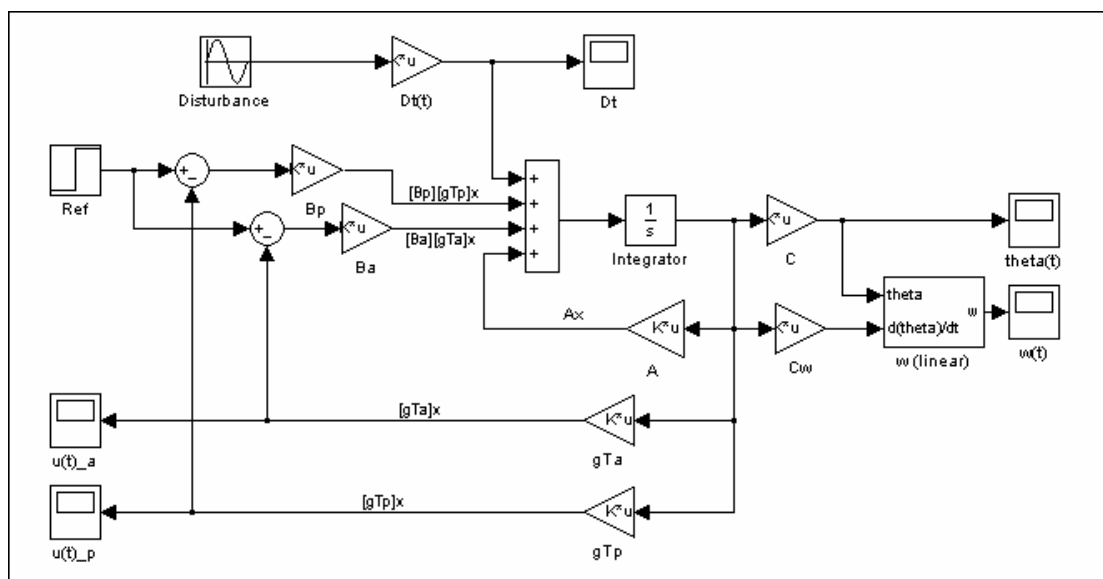 Disturbance
K*u
Dt(t)
Dt
Ref
+
-
K*u
Bp
[Bp][gTp]x
+
-
K*u
Ba
[Ba][gTa]x
+
+
+
+
1
s
Integrator
K*u
C
theta(t)
theta
d(theta)/dt
w
w (linear)
w(t)
Ax
K*u
A
K*u
Cw
[gTa]x
K*u
gTa
u(t)_a
[gTp]x
K*u
gTp
u(t)_p